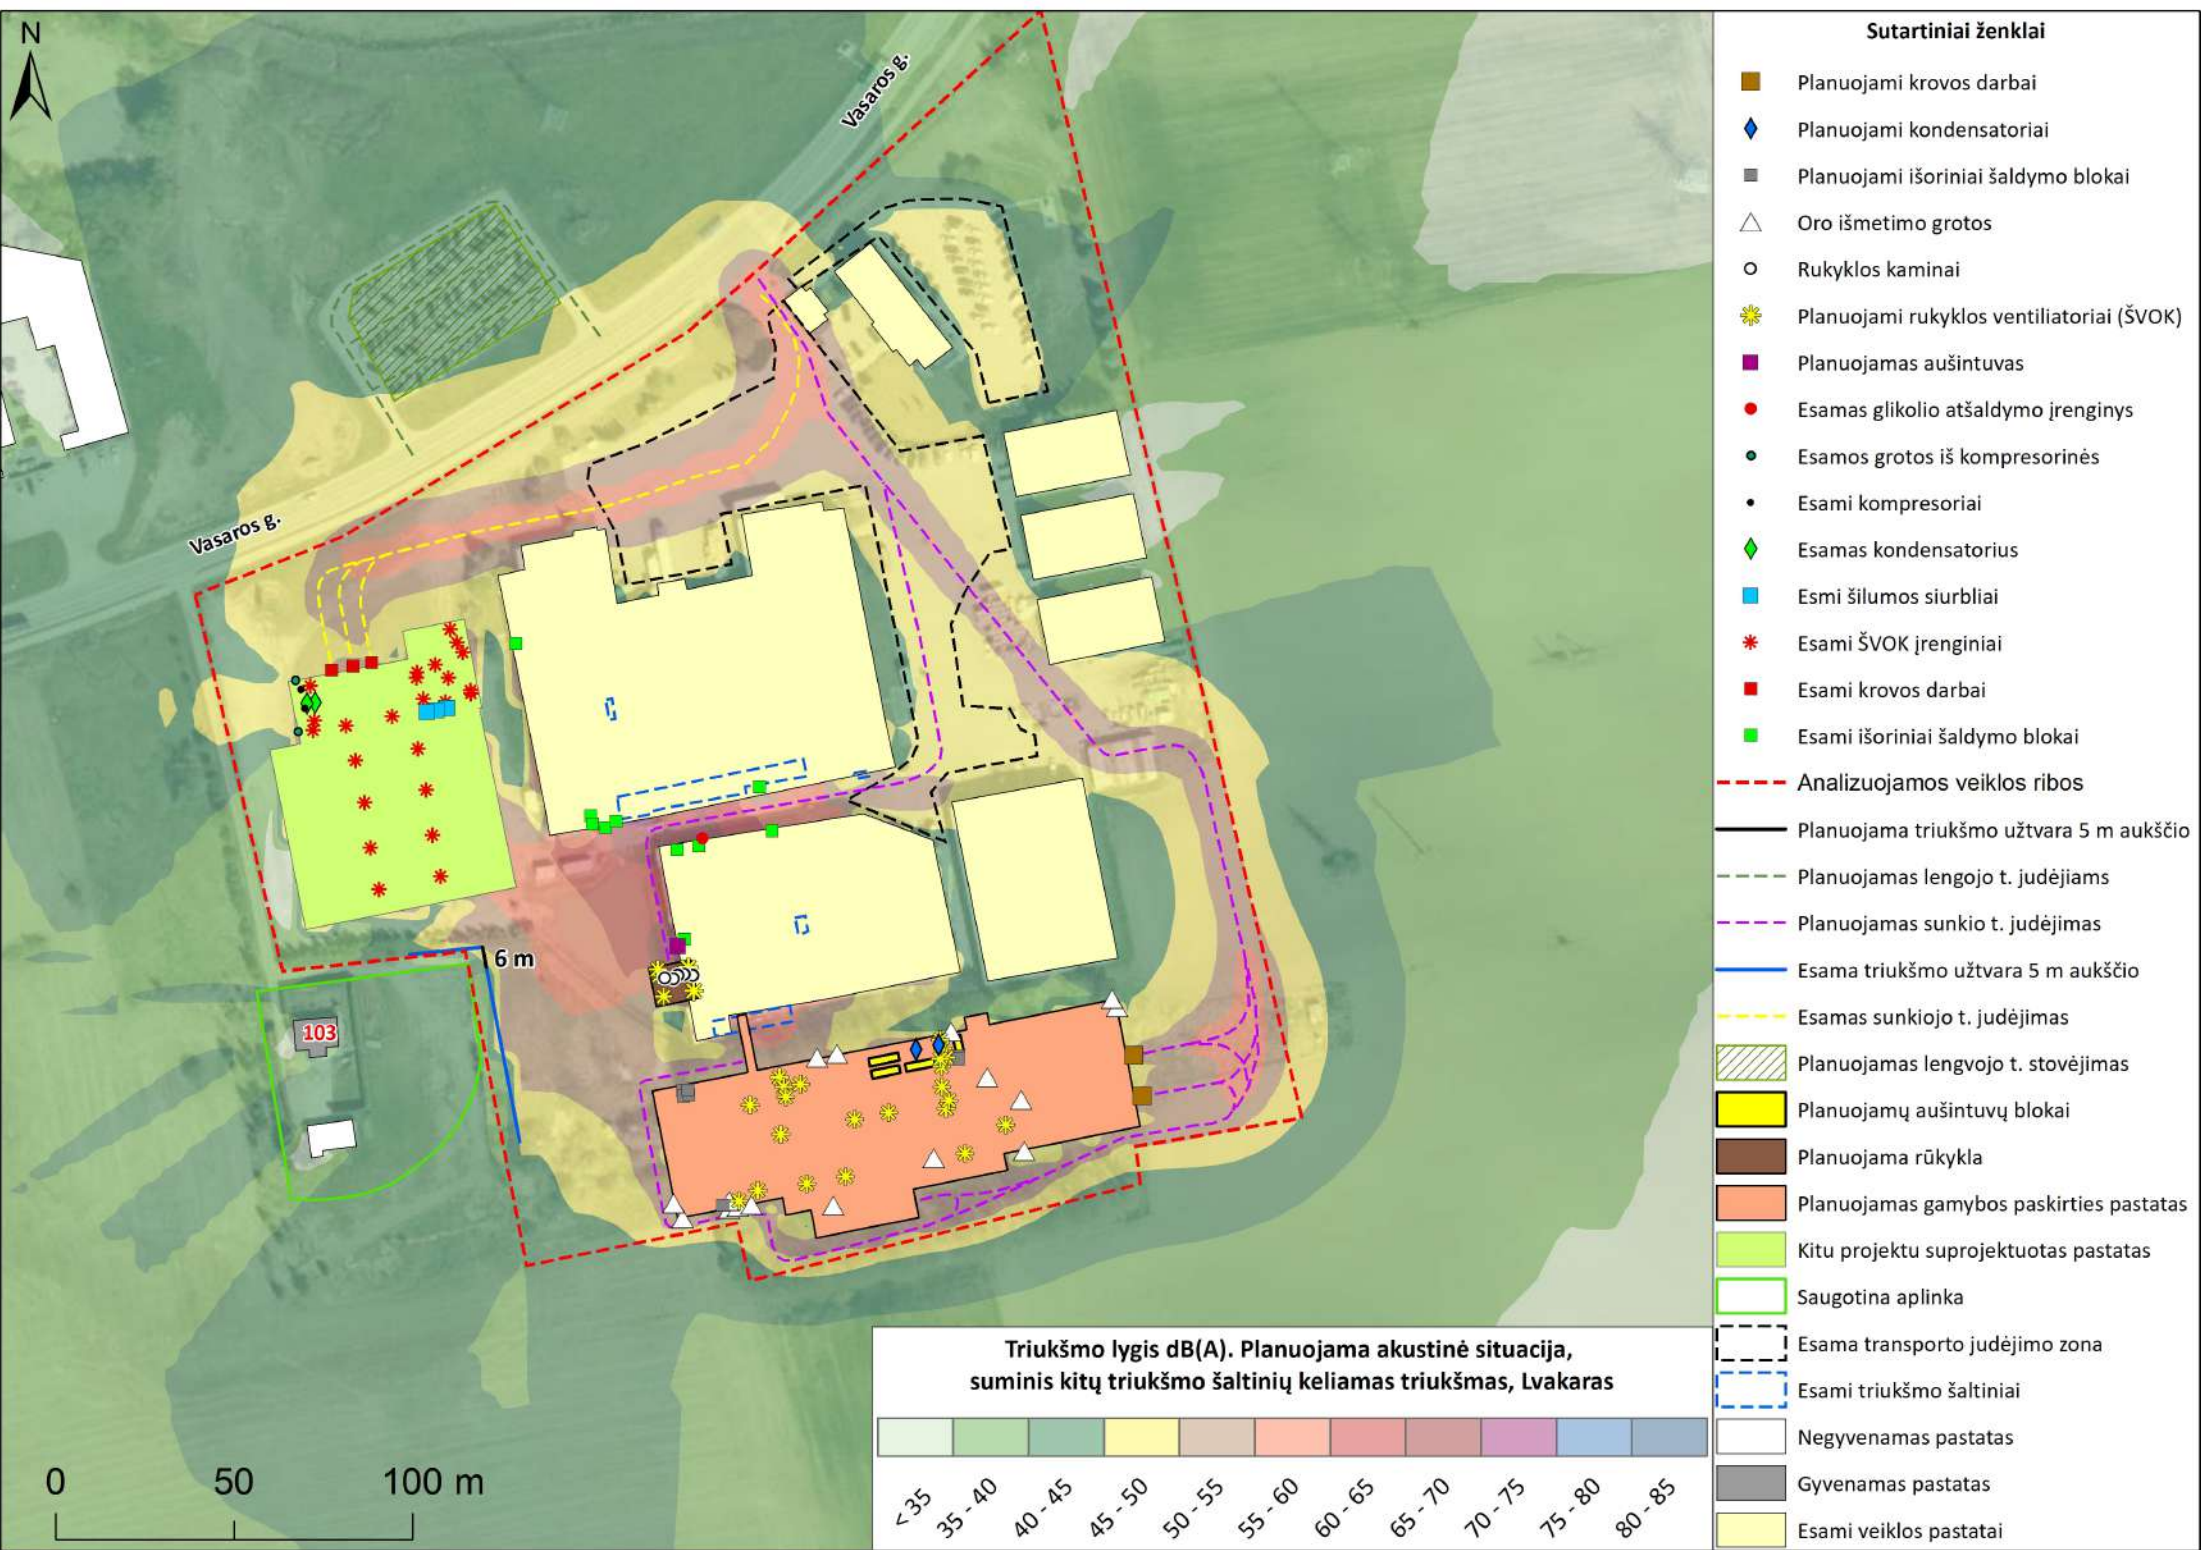 N
Vasaros g.
Vasaros g.
6 m
103
0 50 100 m
Triukšmo lygis dB(A). Planuojama akustinė situacija,
suminis kitų triukšmo šaltinių keliamas triukšmas, Lvakaras
< 35
35 - 40
40 - 45
45 - 50
50 - 55
55 - 60
60 - 65
65 - 70
70 - 75
75 - 80
80 - 85
Sutartiniai ženklai
Planuojami krovos darbai
Planuojami kondensatoriai
Planuojami išoriniai šaldymo blokai
Oro išmetimo grotos
Rukyklos kaminai
Planuojami rukyklos ventiliatoriai (ŠVOK)
Planuojamas aušintuvas
Esamas glikolio atšaldymo įrenginys
Esamos grotos iš kompresorinės
Esami kompresoriai
Esamas kondensatorius
Esmi šilumos siurbliai
Esami ŠVOK įrenginiai
Esami krovos darbai
Esami išoriniai šaldymo blokai
Analizuojamos veiklos ribos
Planuojama triukšmo užtvara 5 m aukščio
Planuojamas lengojo t. judėjiams
Planuojamas sunkio t. judėjimas
Esama triukšmo užtvara 5 m aukščio
Esamas sunkiojo t. judėjimas
Planuojamas lengvojo t. stovėjimas
Planuojamų aušintuvų blokai
Planuojama rūkykla
Planuojamas gamybos paskirties pastatas
Kitu projektu suprojektuotas pastatas
Saugotina aplinka
Esama transporto judėjimo zona
Esami triukšmo šaltiniai
Negyvenamas pastatas
Gyvenamas pastatas
Esami veiklos pastatai